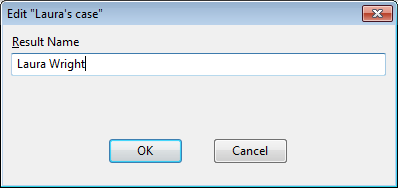 Edit "Laura's case"
Result Name
Laura Wright
OK
Cancel